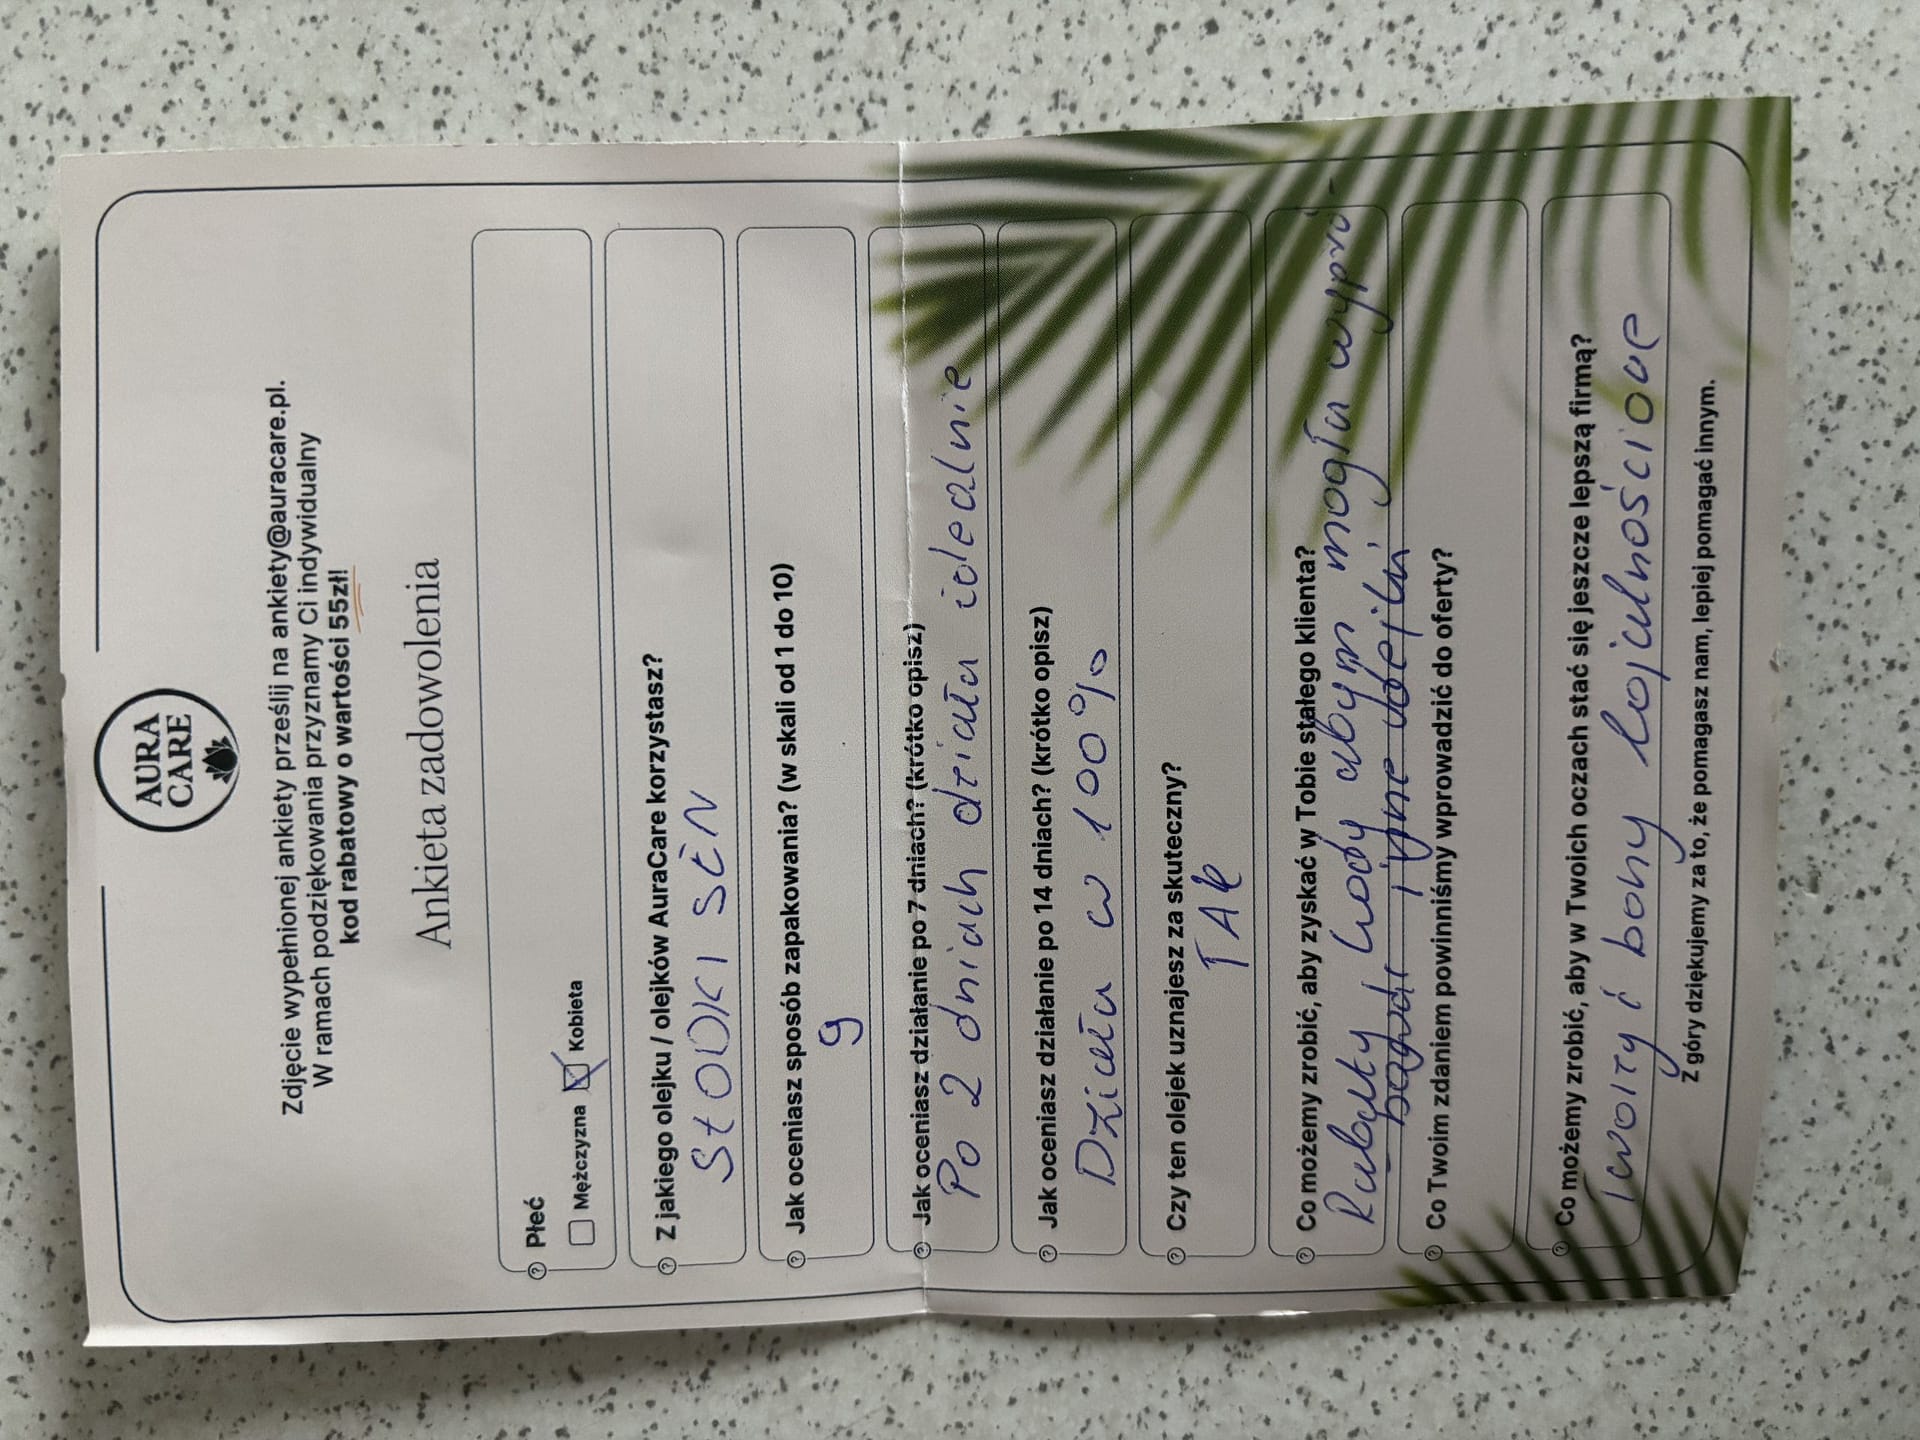 AURA
CARE
Zdjęcie wypełnionej ankiety prześlij na ankiety@auracare.pl.
W ramach podziękowania przyznamy Ci indywidualny
kod rabatowy o wartości 55zł!
Ankieta zadowolenia
Płeć
Mężczyzna Kobieta
Z jakiego olejku / olejków AuraCare korzystasz?
SŁODKI SEN
Jak oceniasz sposób zapakowania? (w skali od 1 do 10)
9
Jak oceniasz działanie po 7 dniach? (krótko opisz)
Po 2 dniach działa idealnie
Jak oceniasz działanie po 14 dniach? (krótko opisz)
Działa w 100%
Czy ten olejek uznajesz za skuteczny?
TAK
Co możemy zrobić, aby zyskać w Tobie stałego klienta?
Rabaty kody abym mogła wypró-
inne olejki
Co Twoim zdaniem powinniśmy wprowadzić do oferty?
Co możemy zrobić, aby w Twoich oczach stać się jeszcze lepszą firmą?
i bony lojalnościowe
Z góry dziękujemy za to, że pomagasz nam, lepiej pomagać innym.